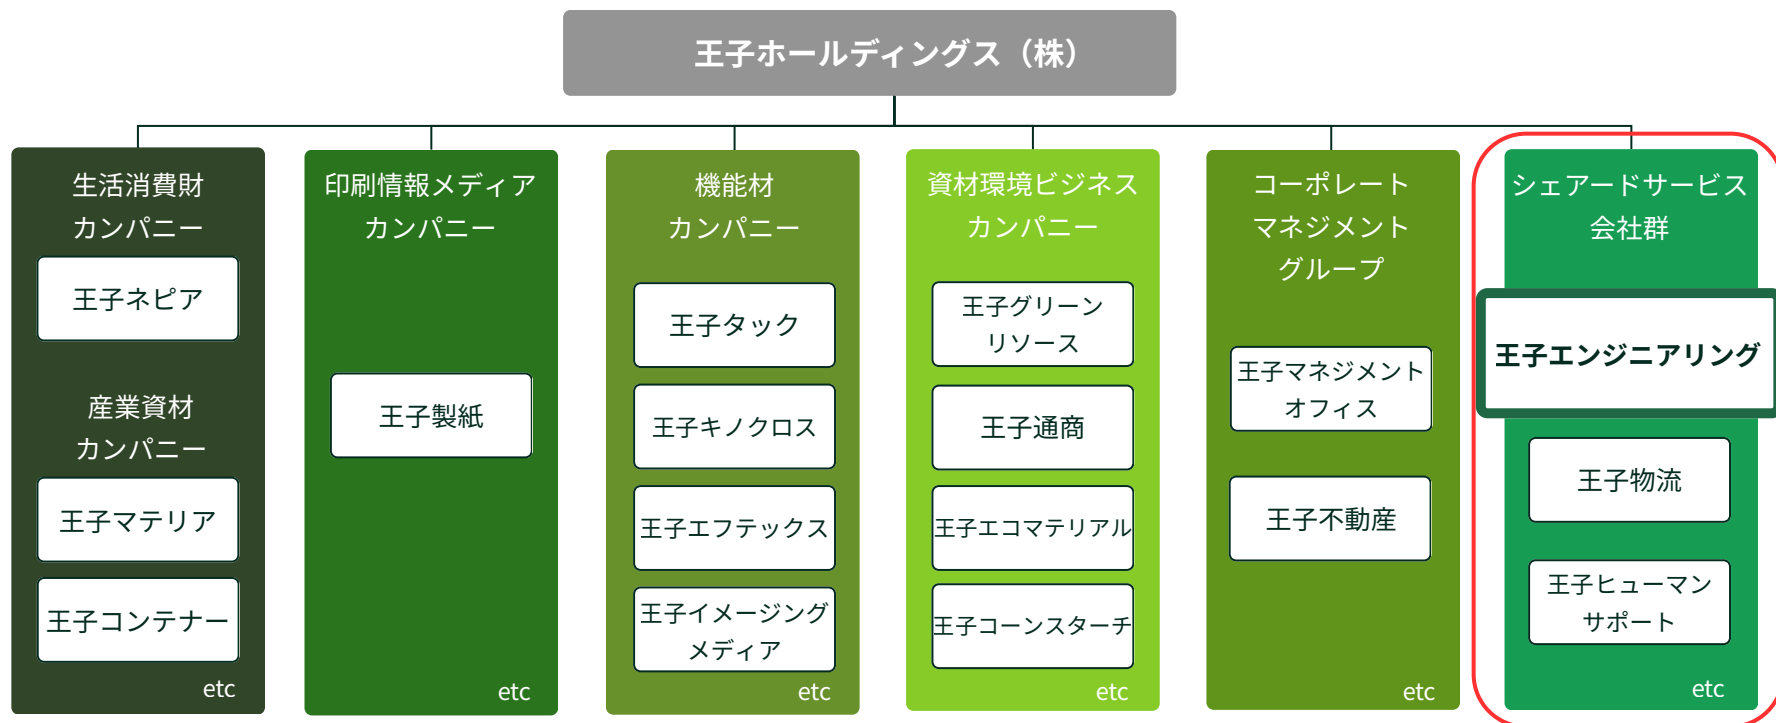 王子ホールディングス（株）
生活消費財
カンパニー
王子ネピア
産業資材
カンパニー
王子マテリア
王子コンテナー
etc
印刷情報メディア
カンパニー
王子製紙
etc
機能材
カンパニー
王子タック
王子キノクロス
王子エフテックス
王子イメージング
メディア
etc
資材環境ビジネス
カンパニー
王子グリーン
リソース
王子通商
王子エコマテリアル
王子コーンスターチ
etc
コーポレート
マネジメント
グループ
王子マネジメント
オフィス
王子不動産
etc
シェアードサービス
会社群
王子エンジニアリング
王子物流
王子ヒューマン
サポート
etc